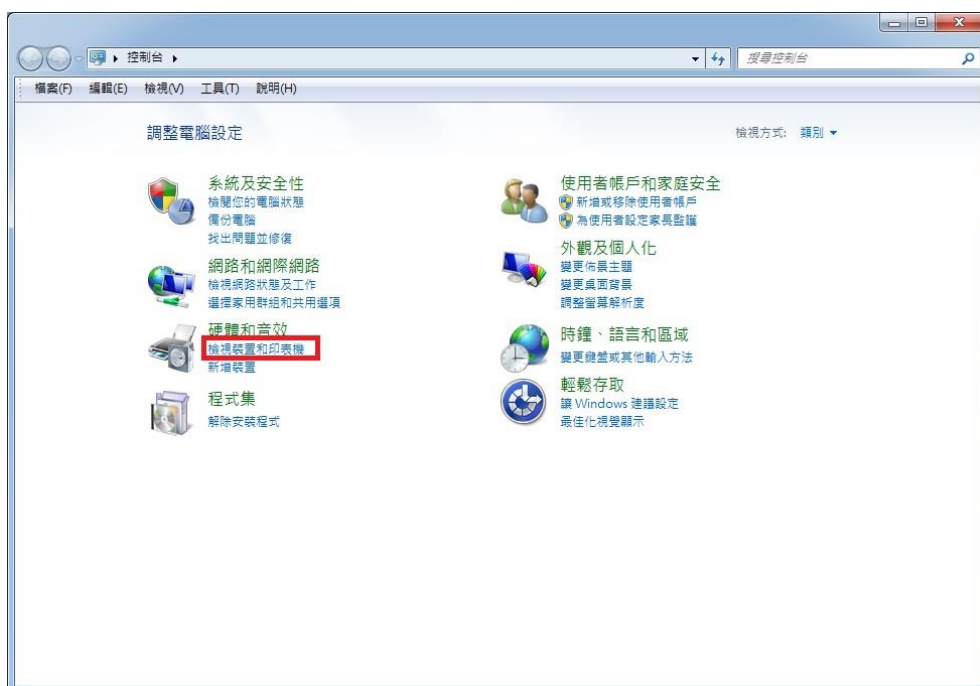 控制台
搜尋控制台
檔案(F) 編輯(E) 檢視(V) 工具(T) 說明(H)
調整電腦設定
檢視方式: 類別
系統及安全性
檢閱您的電腦狀態
備份電腦
找出問題並修復
網路和網際網路
檢視網路狀態及工作
選擇家用群組和共用選項
硬體和音效
檢視裝置和印表機
新增裝置
程式集
解除安裝程式
使用者帳戶和家庭安全
新增或移除使用者帳戶
為使用者設定家長監護
外觀及個人化
變更佈景主題
變更桌面背景
調整螢幕解析度
時鐘、語言和區域
變更鍵盤或其他輸入方法
輕鬆存取
讓 Windows 建議設定
最佳化視覺顯示